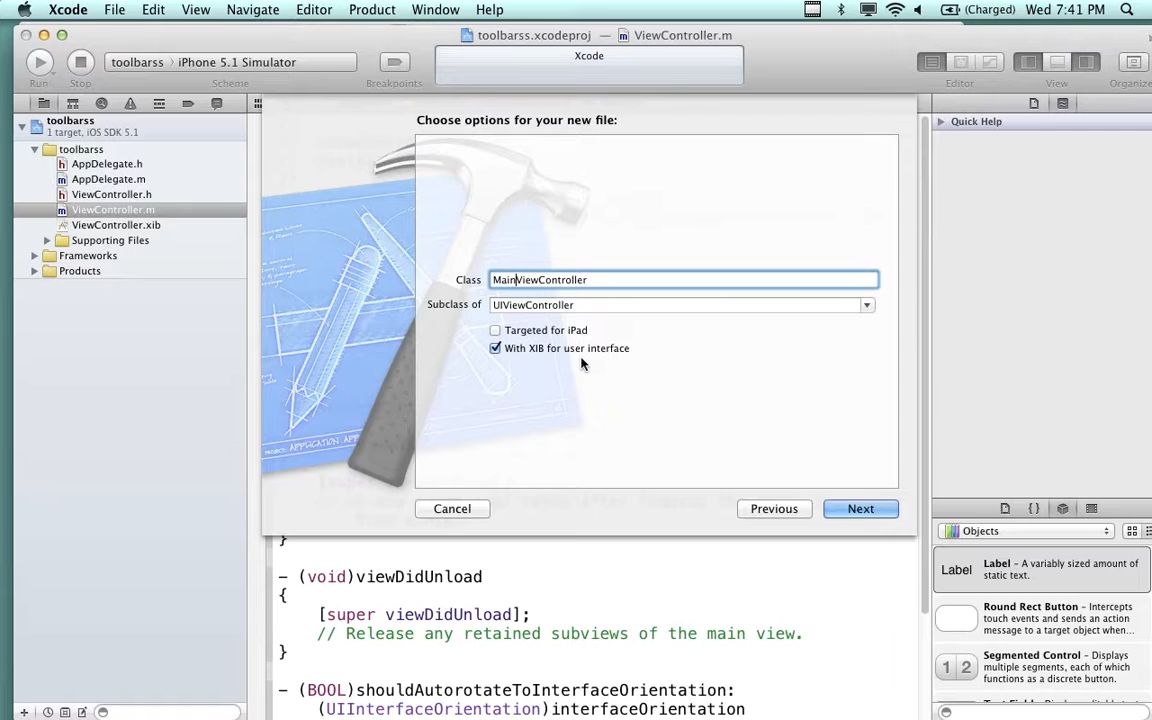 Xcode File Edit View Navigate Editor Product Window Help (Charged) Wed 7:41 PM
toolbarss.xcodeproj — ViewController.m
toolbarss iPhone 5.1 Simulator
Xcode
Run Stop Scheme Breakpoints Editor View Organize
toolbarss
1 target, iOS SDK 5.1
toolbarss
AppDelegate.h
AppDelegate.m
ViewController.h
ViewController.m
ViewController.xib
Supporting Files
Frameworks
Products
Choose options for your new file:
Class MainViewController
Subclass of UIViewController
Targeted for iPad
With XIB for user interface
Cancel Previous Next
APPLICATION.APP
}
- (void)viewDidUnload
{
[super viewDidUnload];
// Release any retained subviews of the main view.
}
- (BOOL)shouldAutorotateToInterfaceOrientation:
(UIInterfaceOrientation)interfaceOrientation
Quick Help
Objects
Label
Label – A variably sized amount of
static text.
Round Rect Button – Intercepts
touch events and sends an
action message to a target object when...
1 2
Segmented Control – Displays
multiple segments, each of which
functions as a discrete button.